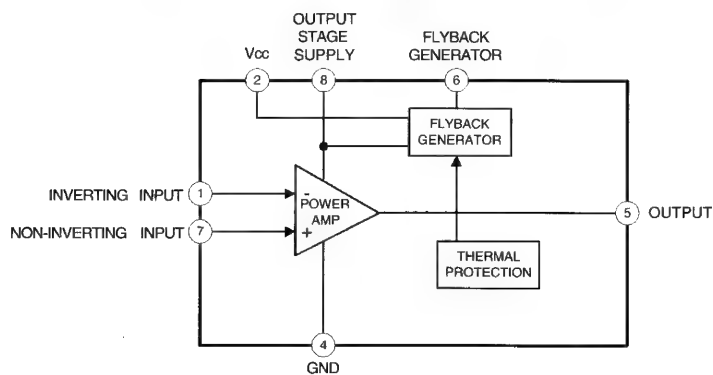 OUTPUT
STAGE
SUPPLY
FLYBACK
GENERATOR
Vcc
2
8
6
FLYBACK
GENERATOR
INVERTING INPUT
1
-
POWER
AMP
NON-INVERTING INPUT
7
+
5
OUTPUT
THERMAL
PROTECTION
4
GND